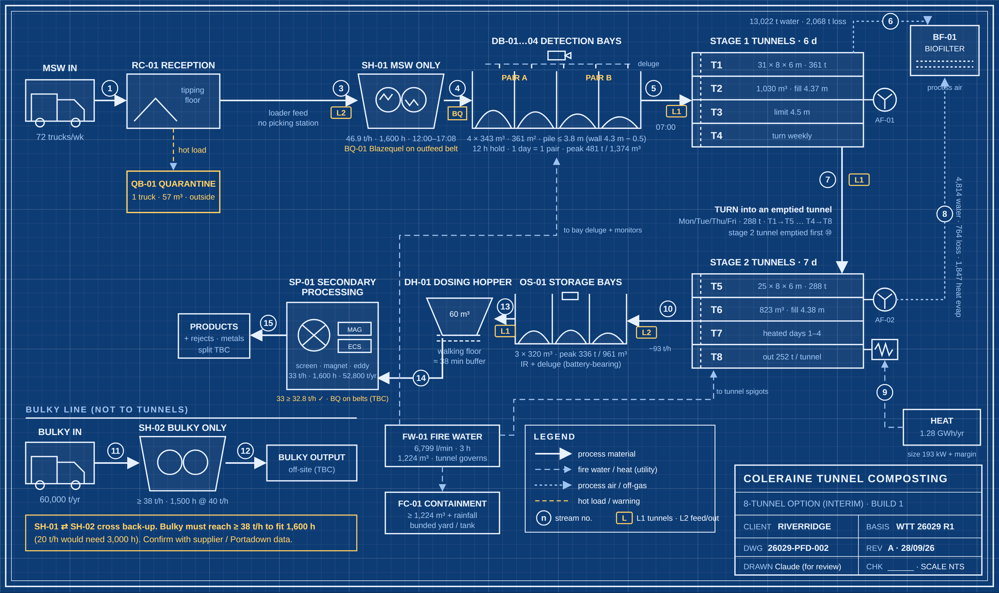 13,022 t water · 2,068 t loss
6
BF-01
BIOFILTER
process air
DB-01…04 DETECTION BAYS
deluge
PAIR A
PAIR B
STAGE 1 TUNNELS · 6 d
T1
31 × 8 × 6 m · 361 t
T2
1,030 m³ · fill 4.37 m
T3
limit 4.5 m
T4
turn weekly
AF-01
MSW IN
72 trucks/wk
1
RC-01 RECEPTION
tipping
floor
hot load
QB-01 QUARANTINE
1 truck · 57 m³ · outside
loader feed
no picking station
3
L2
SH-01 MSW ONLY
46.9 t/h · 1,600 h · 12:00–17:08
BQ-01 Blazequel on outfeed belt
4
BQ
4 × 343 m³ · 361 m² · pile ≤ 3.8 m (wall 4.3 m − 0.5)
12 h hold · 1 day = 1 pair · peak 481 t / 1,374 m³
5
L1
07:00
7
L1
TURN into an emptied tunnel
Mon/Tue/Thu/Fri · 288 t · T1→T5 … T4→T8
stage 2 tunnel emptied first ⑩
8
4,814 water · 764 loss · 1,847 heat evap
to bay deluge + monitors
STAGE 2 TUNNELS · 7 d
T5
25 × 8 × 6 m · 288 t
T6
823 m³ · fill 4.38 m
T7
heated days 1–4
T8
out 252 t / tunnel
AF-02
SP-01 SECONDARY
PROCESSING
MAG
ECS
screen · magnet · eddy
33 t/h · 1,600 h · 52,800 t/yr
33 ≥ 32.8 t/h ✓ · BQ on belts (TBC)
DH-01 DOSING HOPPER
60 m³
walking floor
≈ 38 min buffer
OS-01 STORAGE BAYS
3 × 320 m³ · peak 336 t / 961 m³
IR + deluge (battery-bearing)
13
L1
10
L2
~93 t/h
PRODUCTS
+ rejects · metals
split TBC
15
14
to tunnel spigots
9
HEAT
1.28 GWh/yr
size 193 kW + margin
BULKY LINE (NOT TO TUNNELS)
BULKY IN
60,000 t/yr
11
SH-02 BULKY ONLY
≥ 38 t/h · 1,500 h @ 40 t/h
12
BULKY OUTPUT
off-site (TBC)
SH-01 ⇄ SH-02 cross back-up. Bulky must reach ≥ 38 t/h to fit 1,600 h
(20 t/h would need 3,000 h). Confirm with supplier / Portadown data.
FW-01 FIRE WATER
6,799 l/min · 3 h
1,224 m³ · tunnel governs
FC-01 CONTAINMENT
≥ 1,224 m³ + rainfall
bunded yard / tank
LEGEND
process material
fire water / heat (utility)
process air / off-gas
hot load / warning
n stream no.
L L1 tunnels · L2 feed/out
COLERAINE TUNNEL COMPOSTING
8-TUNNEL OPTION (INTERIM) · BUILD 1
CLIENT RIVERRIDGE
BASIS WTT 26029 R1
DWG 26029-PFD-002
REV A · 28/09/26
DRAWN Claude (for review)
CHK ______ · SCALE NTS